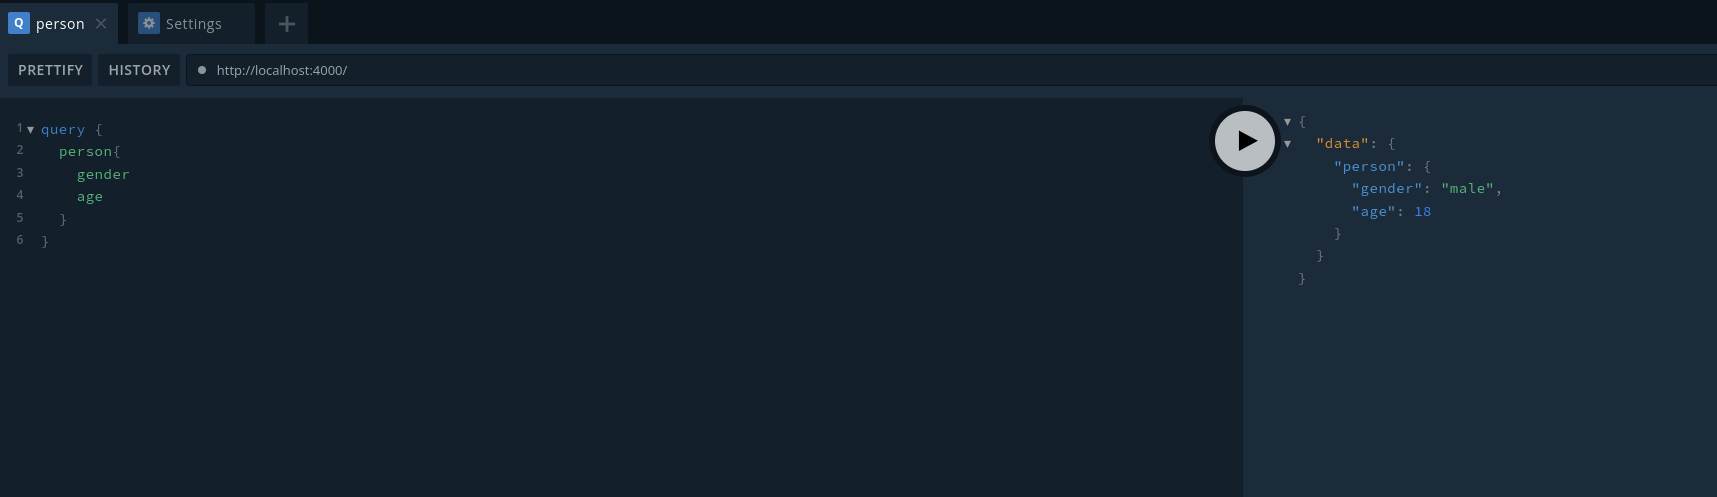 Q person × Settings +
PRETTIFY HISTORY http://localhost:4000/
1 query {
2 person{
3 gender
4 age
5 }
6 }
{
"data": {
"person": {
"gender": "male",
"age": 18
}
}
}